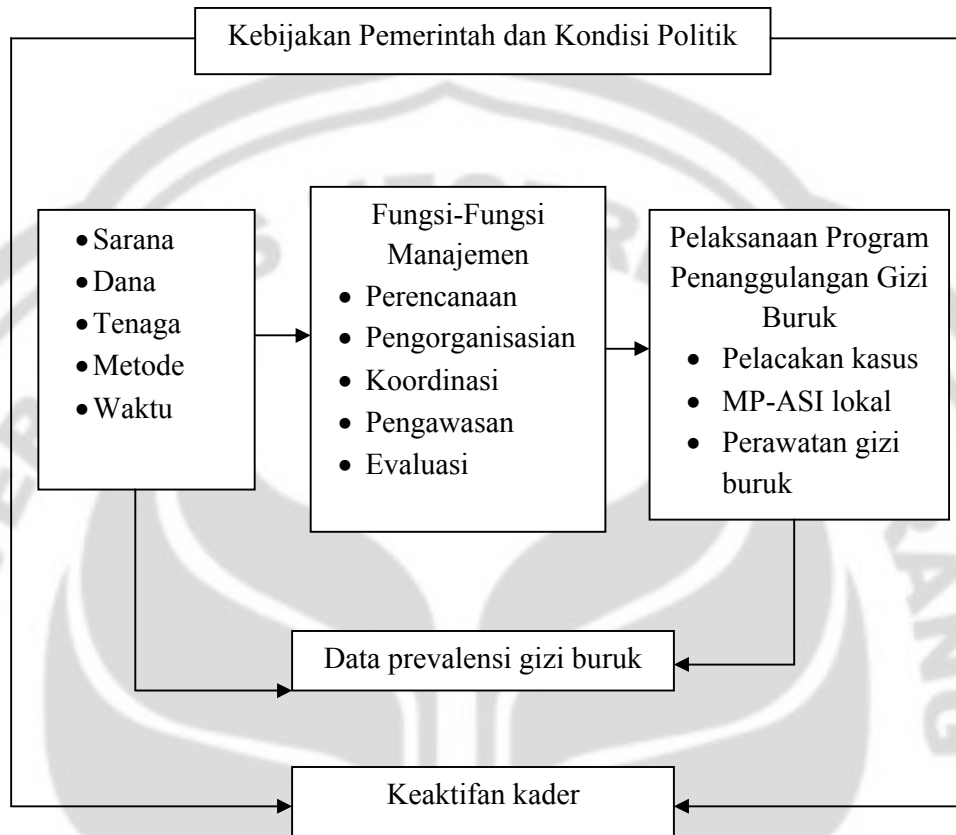 Kebijakan Pemerintah dan Kondisi Politik
• Sarana
• Dana
• Tenaga
• Metode
• Waktu
Fungsi-Fungsi
Manajemen
• Perencanaan
• Pengorganisasian
• Koordinasi
• Pengawasan
• Evaluasi
Pelaksanaan Program
Penanggulangan Gizi
Buruk
• Pelacakan kasus
• MP-ASI lokal
• Perawatan gizi
buruk
Data prevalensi gizi buruk
Keaktifan kader